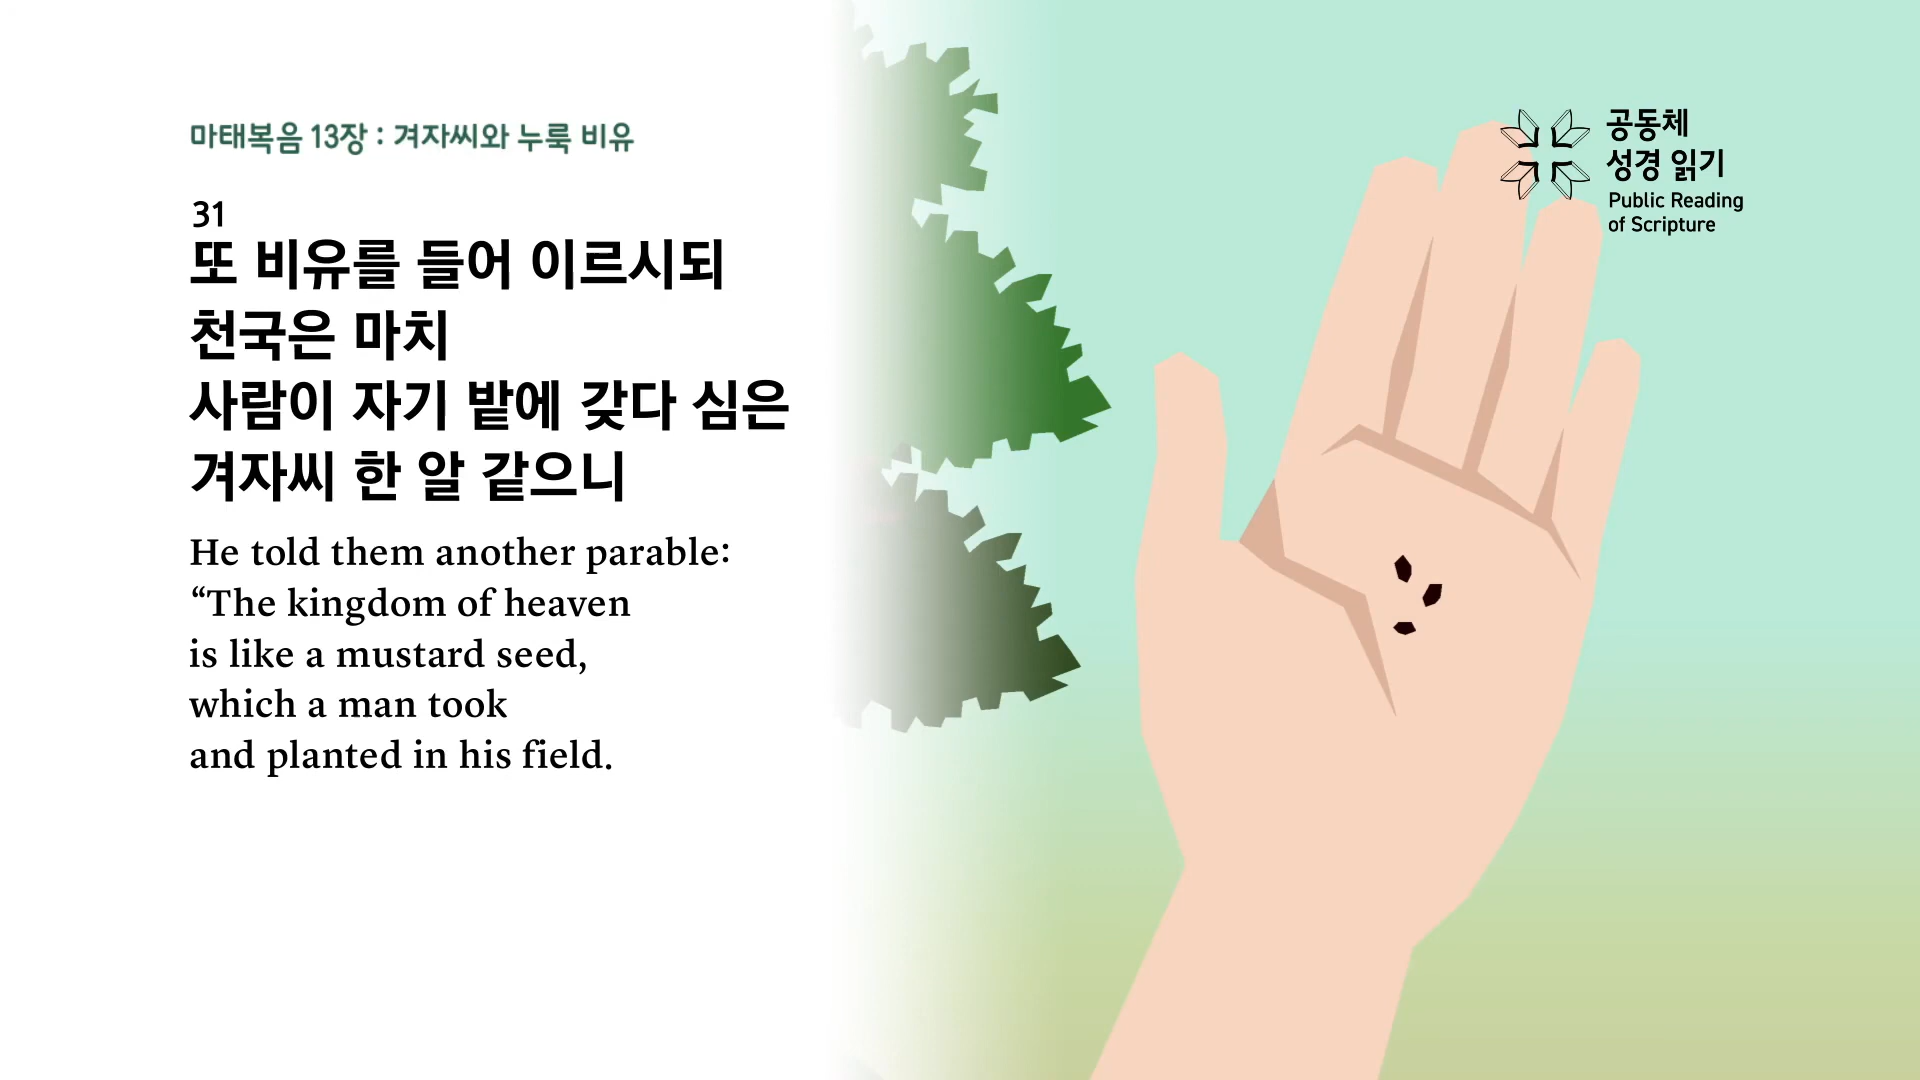 마태복음 13장 : 겨자씨와 누룩 비유
31
또 비유를 들어 이르시되
천국은 마치
사람이 자기 밭에 갖다 심은
겨자씨 한 알 같으니
He told them another parable:
“The kingdom of heaven
is like a mustard seed,
which a man took
and planted in his field.
공동체
성경 읽기
Public Reading
of Scripture